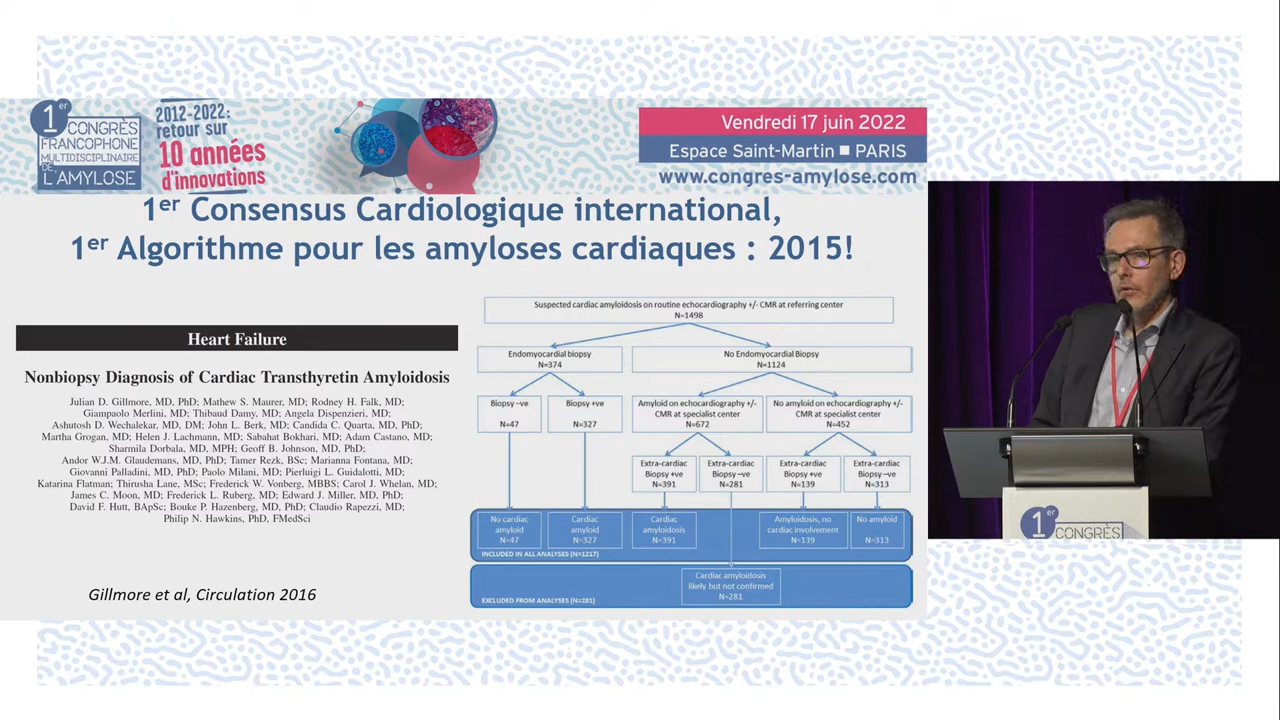 1er
CONGRÈS
FRANCOPHONE
MULTIDISCIPLINAIRE
DE
L'AMYLOSE
2012-2022:
retour sur
10 années
d'innovations
Vendredi 17 juin 2022
Espace Saint-Martin ■ PARIS
www.congres-amylose.com
1er Consensus Cardiologique international,
1er Algorithme pour les amyloses cardiaques : 2015!
Heart Failure
Nonbiopsy Diagnosis of Cardiac Transthyretin Amyloidosis
Julian D. Gillmore, MD, PhD; Mathew S. Maurer, MD; Rodney H. Falk, MD;
Giampaolo Merlini, MD; Thibaud Damy, MD; Angela Dispenzieri, MD;
Ashutosh D. Wechalekar, MD, DM; John L. Berk, MD; Candida C. Quarta, MD, PhD;
Martha Grogan, MD; Helen J. Lachmann, MD; Sabahat Bokhari, MD; Adam Castano, MD;
Sharmila Dorbala, MD, MPH; Geoff B. Johnson, MD, PhD;
Andor W.J.M. Glaudemans, MD, PhD; Tamer Rezk, BSc; Marianna Fontana, MD;
Giovanni Palladini, MD, PhD; Paolo Milani, MD; Pierluigi L. Guidalotti, MD;
Katarina Flatman; Thirusha Lane, MSc; Frederick W. Vonberg, MBBS; Carol J. Whelan, MD;
James C. Moon, MD; Frederick L. Ruberg, MD; Edward J. Miller, MD, PhD;
David F. Hutt, BApSc; Bouke P. Hazenberg, MD, PhD; Claudio Rapezzi, MD;
Philip N. Hawkins, PhD, FMedSci
Gillmore et al, Circulation 2016
Suspected cardiac amyloidosis on routine echocardiography +/- CMR at referring center
N=1498
Endomyocardial biopsy
N=374
No Endomyocardial Biopsy
N=1124
Biopsy –ve
N=47
Biopsy +ve
N=327
Amyloid on echocardiography +/-
CMR at specialist center
N=672
No amyloid on echocardiography +/-
CMR at specialist center
N=452
Extra-cardiac
Biopsy +ve
N=391
Extra-cardiac
Biopsy –ve
N=281
Extra-cardiac
Biopsy +ve
N=139
Extra-cardiac
Biopsy –ve
N=313
No cardiac
amyloid
N=47
Cardiac
amyloid
N=327
Cardiac
amyloidosis
N=391
Amyloidosis, no
cardiac involvement
N=139
No amyloid
N=313
INCLUDED IN ALL ANALYSES (N=1217)
Cardiac amyloidosis
likely but not confirmed
N=281
EXCLUDED FROM ANALYSES (N=281)
1er
CONGRÈS